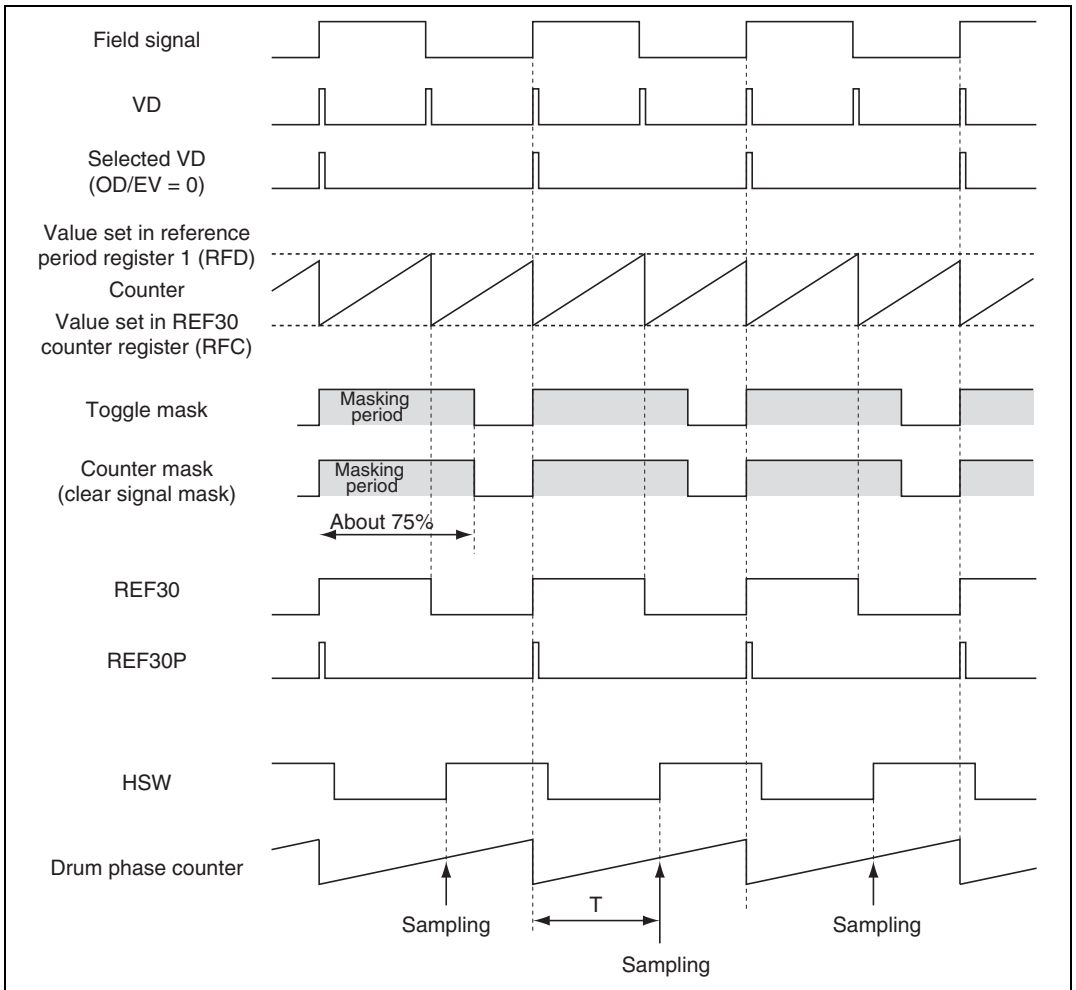 Field signal
VD
Selected VD
(OD/EV = 0)
Value set in reference
period register 1 (RFD)
Counter
Value set in REF30
counter register (RFC)
Toggle mask
Masking
period
Counter mask
(clear signal mask)
Masking
period
About 75%
REF30
REF30P
HSW
Drum phase counter
T
Sampling
Sampling
Sampling